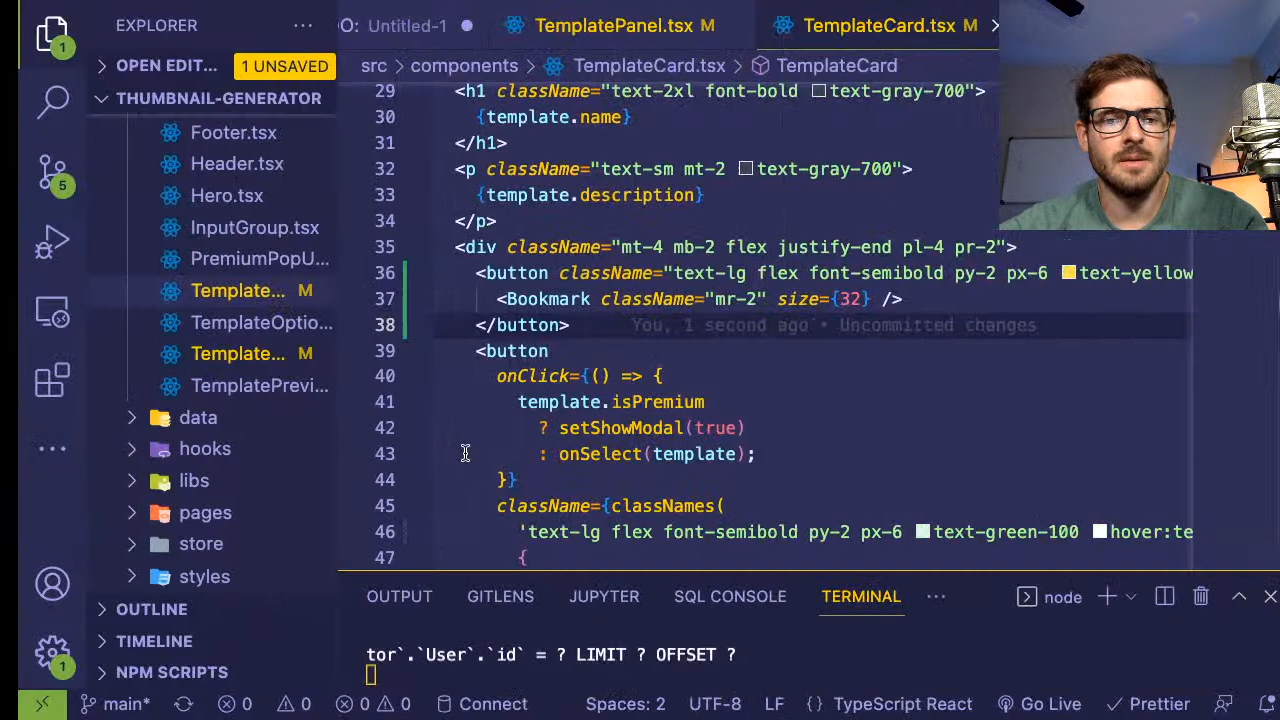 1
EXPLORER
O: Untitled-1
TemplatePanel.tsx M
TemplateCard.tsx M
OPEN EDIT... 1 UNSAVED
src > components > TemplateCard.tsx > TemplateCard
THUMBNAIL-GENERATOR
Footer.tsx
Header.tsx
Hero.tsx
InputGroup.tsx
PremiumPopU...
Template... M
TemplateOptio...
Template... M
TemplatePrevi...
data
hooks
libs
pages
store
styles
OUTLINE
TIMELINE
NPM SCRIPTS
5
1
29 <h1 className="text-2xl font-bold text-gray-700">
30 {template.name}
31 </h1>
32 <p className="text-sm mt-2 text-gray-700">
33 {template.description}
34 </p>
35 <div className="mt-4 mb-2 flex justify-end pl-4 pr-2">
36 <button className="text-lg flex font-semibold py-2 px-6 text-yellow
37 <Bookmark className="mr-2" size={32} />
38 </button> You, 1 second ago • Uncommitted changes
39 <button
40 onClick={() => {
41 template.isPremium
42 ? setShowModal(true)
43 : onSelect(template);
44 }}
45 className={classNames(
46 'text-lg flex font-semibold py-2 px-6 text-green-100 hover:te
47 {
OUTPUT GITLENS JUPYTER SQL CONSOLE TERMINAL ... node
tor`.`User`.`id` = ? LIMIT ? OFFSET ?
main* 0 0 0 0 Connect Spaces: 2 UTF-8 LF {} TypeScript React Go Live Prettier